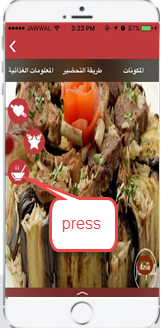 JAWWAL 3:23 PM 87%
المكونات طريقة التحضير المعلومات الغذائية
press